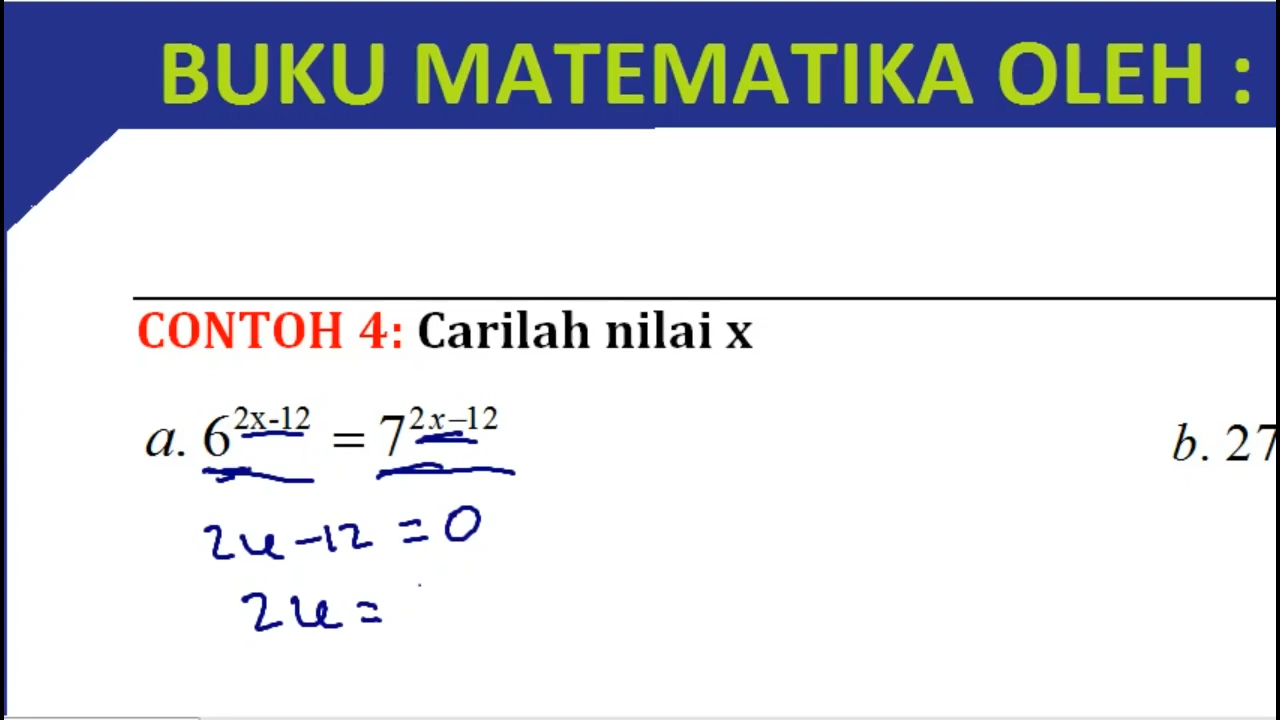 BUKU MATEMATIKA OLEH :
CONTOH 4: Carilah nilai x
a. 6^{2x-12} = 7^{2x-12}
b. 27
2x-12 = 0
2x =